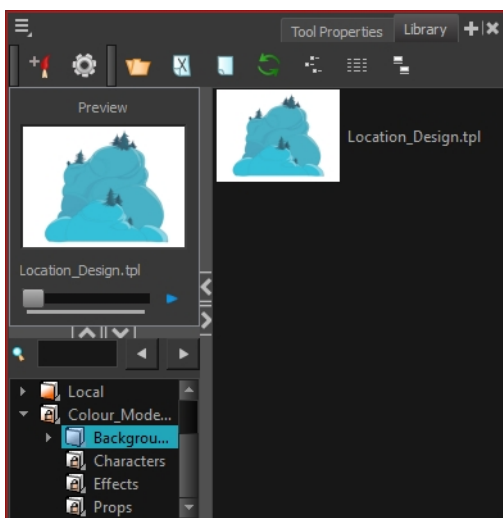 Tool Properties
Library
Preview
Location_Design.tpl
Location_Design.tpl
Local
Colour_Mode...
Backgrou...
Characters
Effects
Props